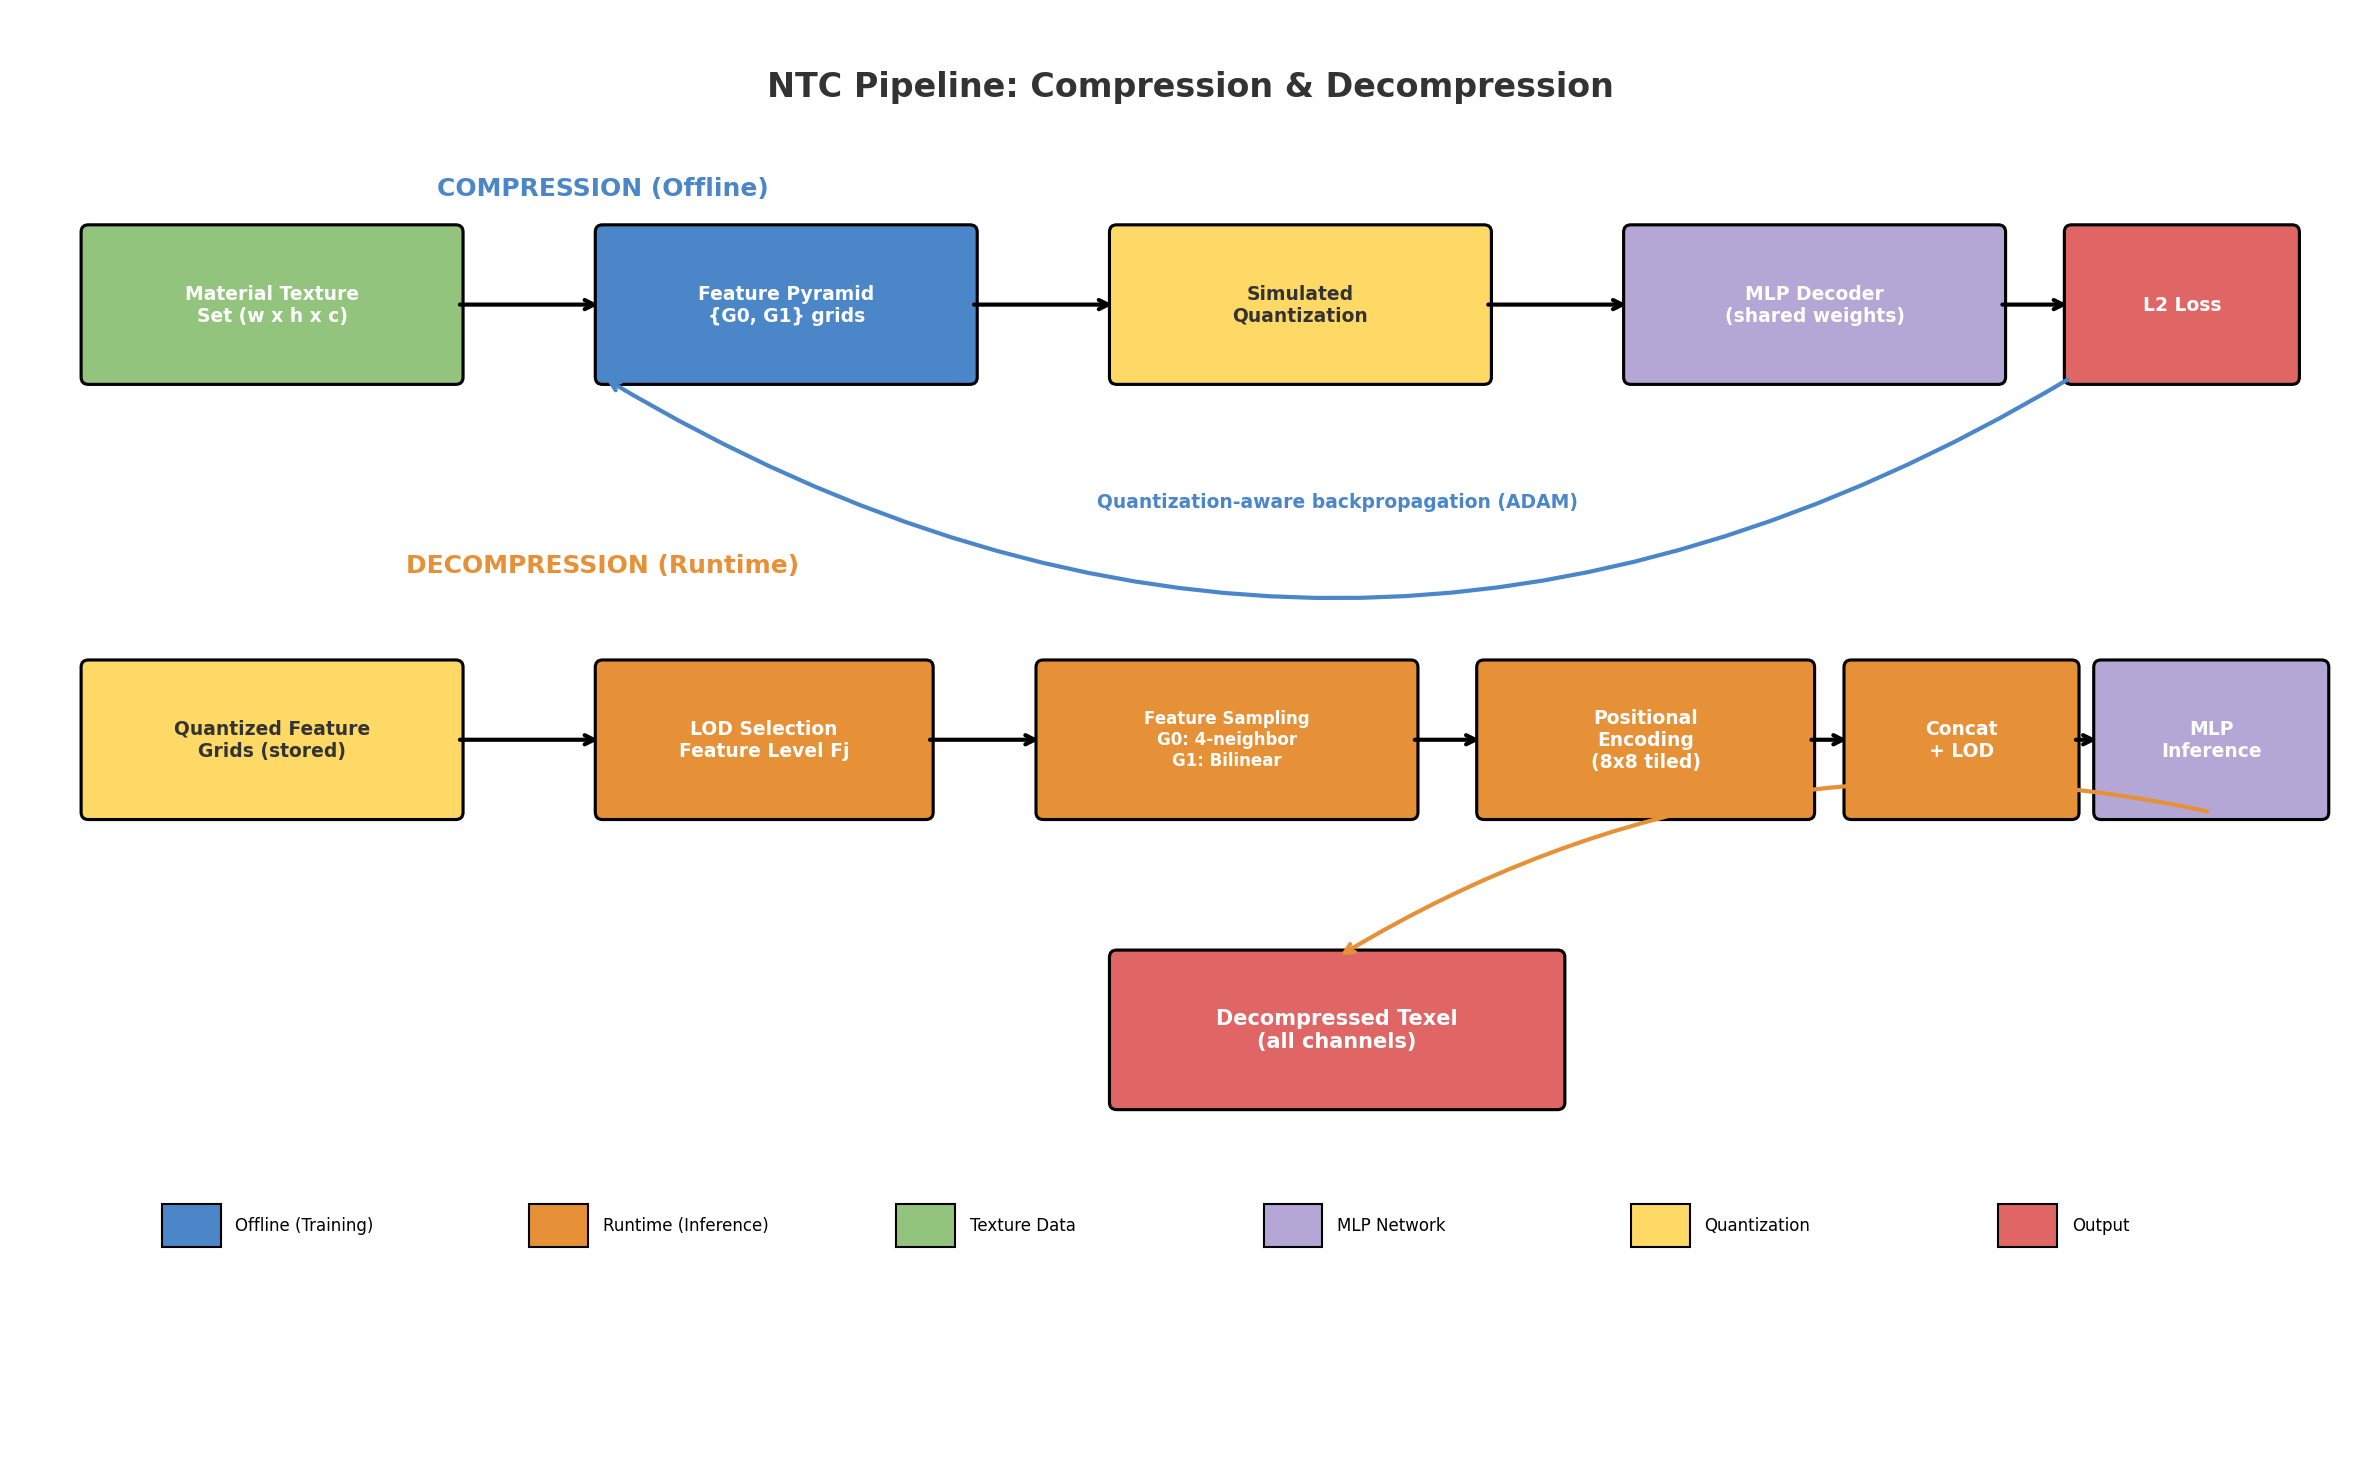 NTC Pipeline: Compression & Decompression
COMPRESSION (Offline)
Material Texture
Set (w x h x c)
Feature Pyramid
{G0, G1} grids
Simulated
Quantization
MLP Decoder
(shared weights)
L2 Loss
Quantization-aware backpropagation (ADAM)
DECOMPRESSION (Runtime)
Quantized Feature
Grids (stored)
LOD Selection
Feature Level Fj
Feature Sampling
G0: 4-neighbor
G1: Bilinear
Positional
Encoding
(8x8 tiled)
Concat
+ LOD
MLP
Inference
Decompressed Texel
(all channels)
Offline (Training)
Runtime (Inference)
Texture Data
MLP Network
Quantization
Output